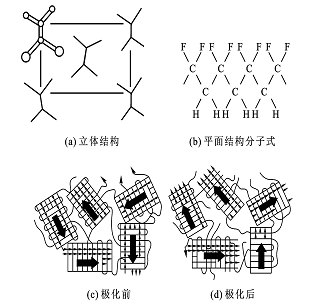 (a)立体结构
F F F F F F
C C C C
C C C
H H H H H H
(b)平面结构分子式
(c)极化前
(d)极化后